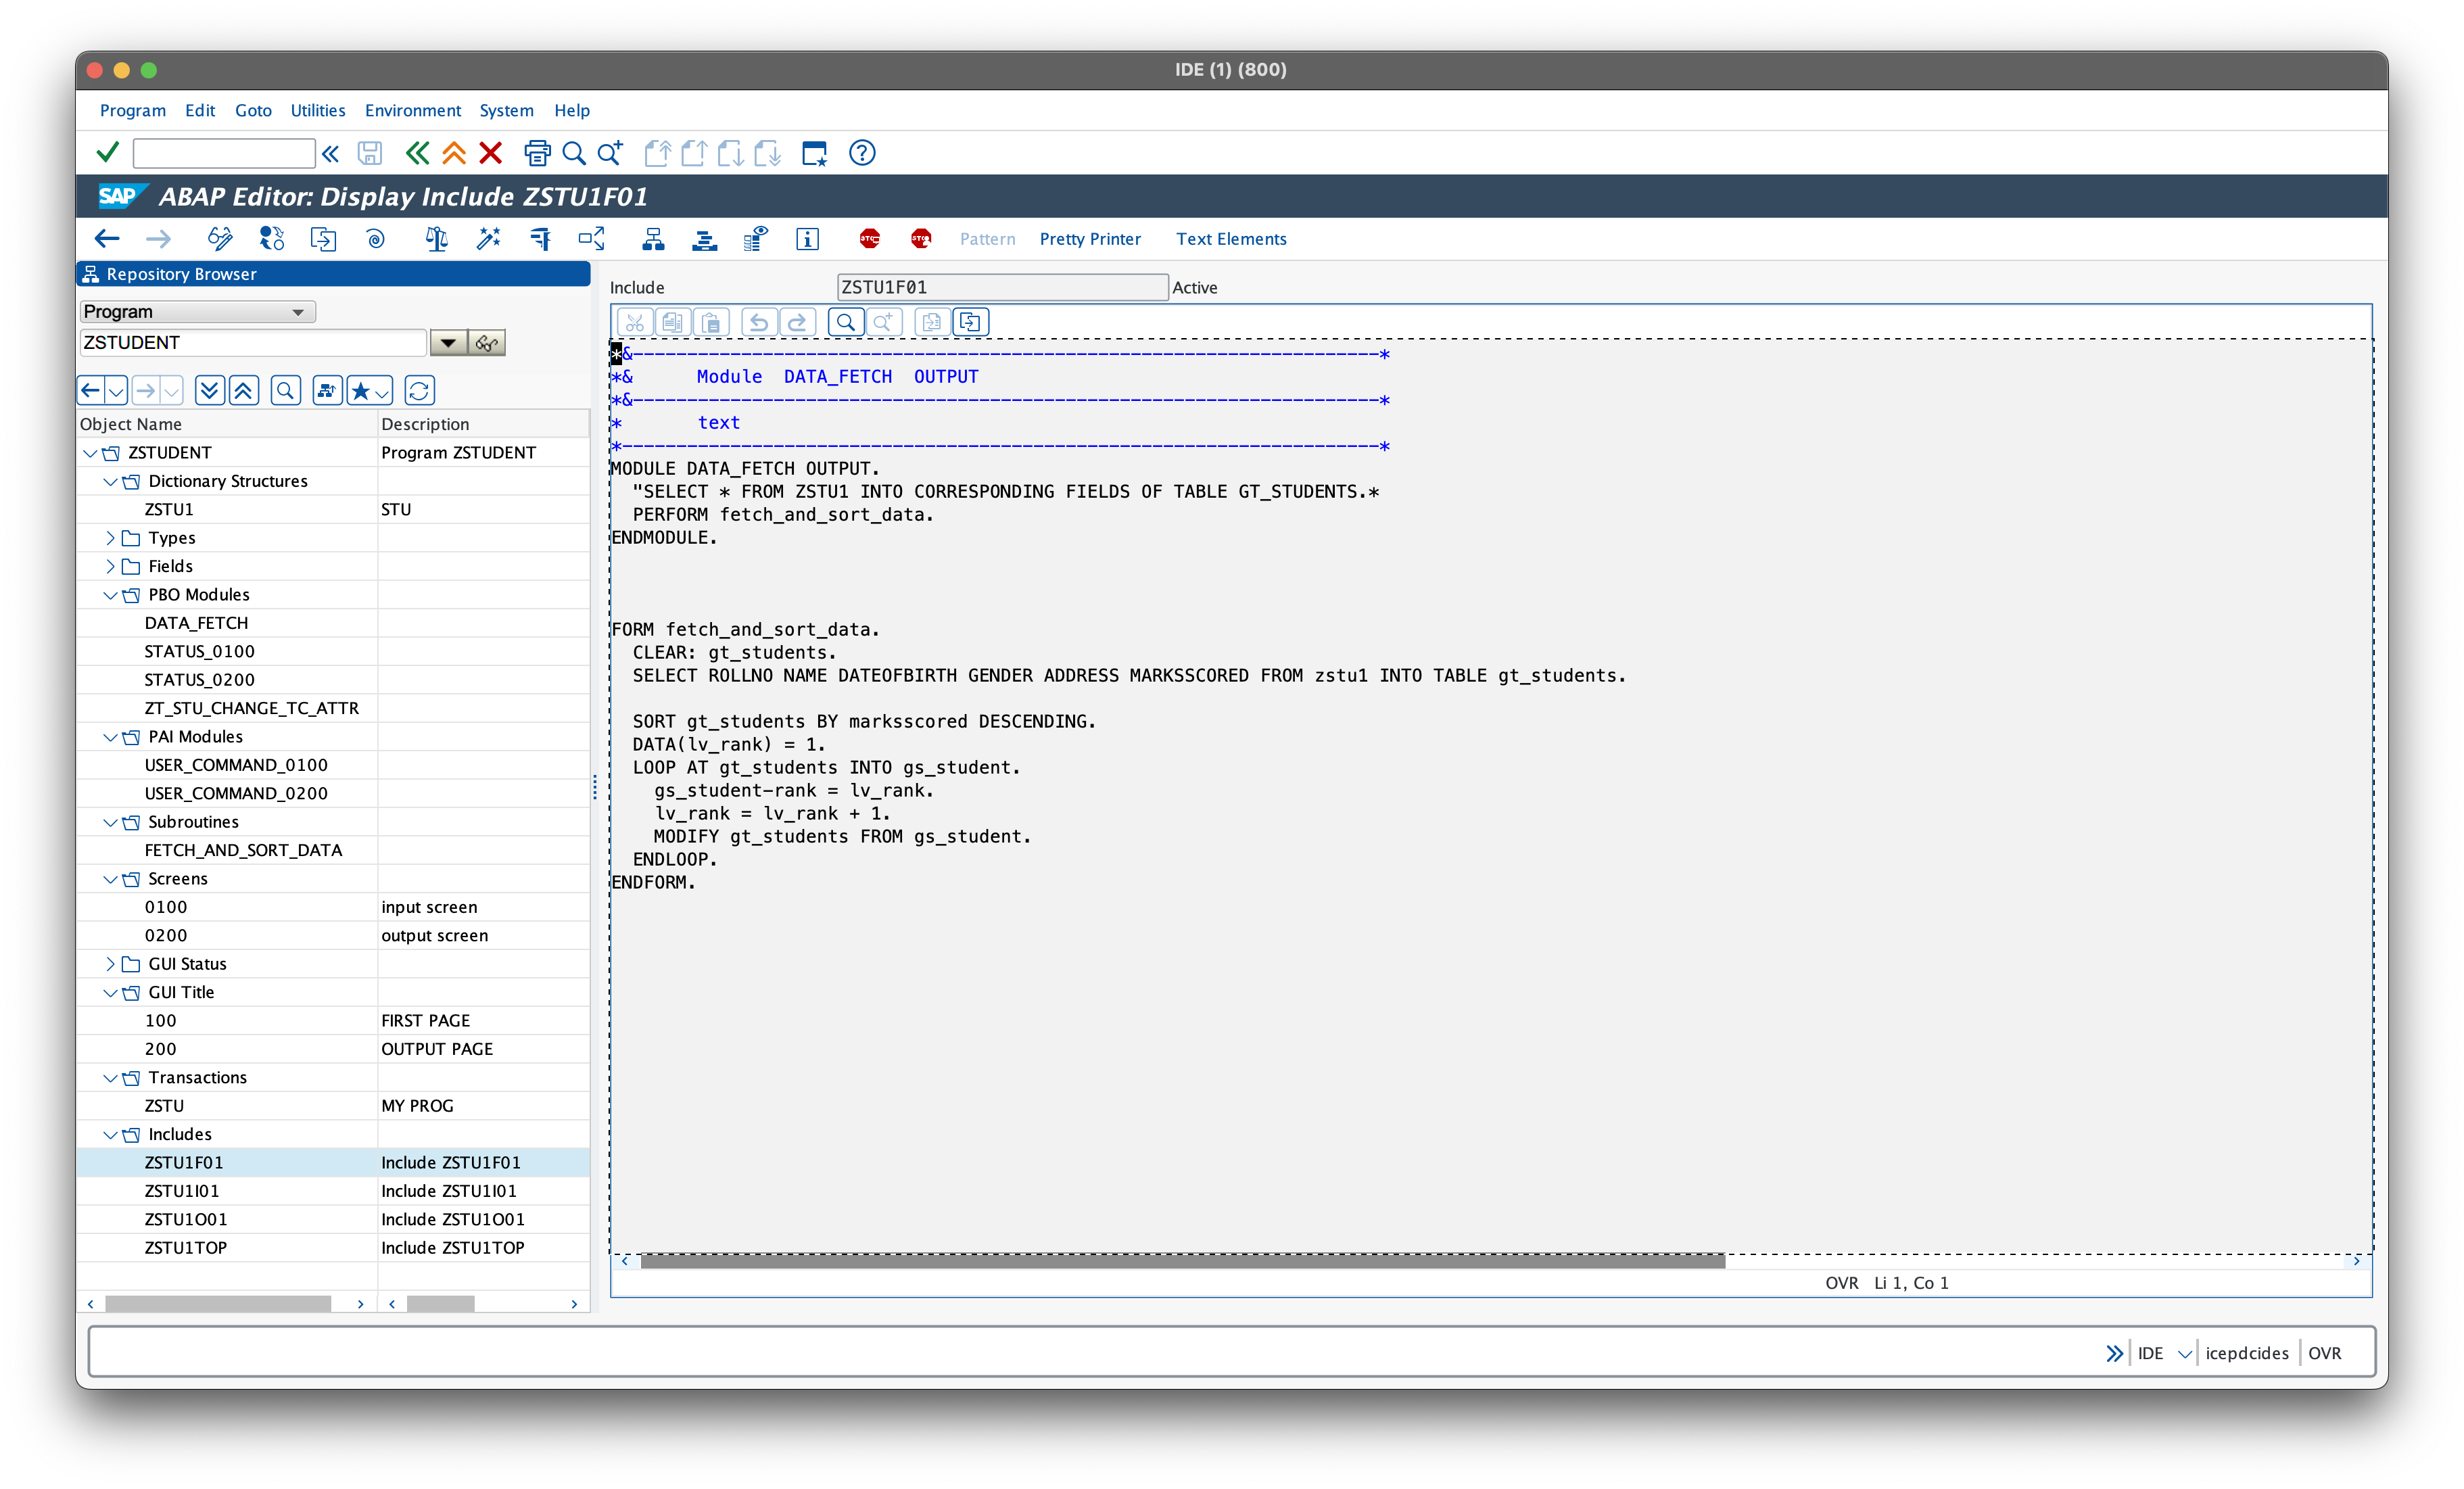 IDE (1) (800)
Program Edit Goto Utilities Environment System Help
SAP ABAP Editor: Display Include ZSTU1F01
Pattern Pretty Printer Text Elements
Repository Browser
Program
ZSTUDENT
Object Name Description
ZSTUDENT Program ZSTUDENT
Dictionary Structures
ZSTU1 STU
Types
Fields
PBO Modules
DATA_FETCH
STATUS_0100
STATUS_0200
ZT_STU_CHANGE_TC_ATTR
PAI Modules
USER_COMMAND_0100
USER_COMMAND_0200
Subroutines
FETCH_AND_SORT_DATA
Screens
0100 input screen
0200 output screen
GUI Status
GUI Title
100 FIRST PAGE
200 OUTPUT PAGE
Transactions
ZSTU MY PROG
Includes
ZSTU1F01 Include ZSTU1F01
ZSTU1I01 Include ZSTU1I01
ZSTU1O01 Include ZSTU1O01
ZSTU1TOP Include ZSTU1TOP
Include ZSTU1F01 Active
*&---------------------------------------------------------------------*
*&      Module  DATA_FETCH  OUTPUT
*&---------------------------------------------------------------------*
*       text
*----------------------------------------------------------------------*
MODULE DATA_FETCH OUTPUT.
  "SELECT * FROM ZSTU1 INTO CORRESPONDING FIELDS OF TABLE GT_STUDENTS.*
  PERFORM fetch_and_sort_data.
ENDMODULE.
FORM fetch_and_sort_data.
  CLEAR: gt_students.
  SELECT ROLLNO NAME DATEOFBIRTH GENDER ADDRESS MARKSSCORED FROM zstu1 INTO TABLE gt_students.
  SORT gt_students BY marksscored DESCENDING.
  DATA(lv_rank) = 1.
  LOOP AT gt_students INTO gs_student.
    gs_student-rank = lv_rank.
    lv_rank = lv_rank + 1.
    MODIFY gt_students FROM gs_student.
  ENDLOOP.
ENDFORM.
OVR Li 1, Co 1
IDE icepdcides OVR